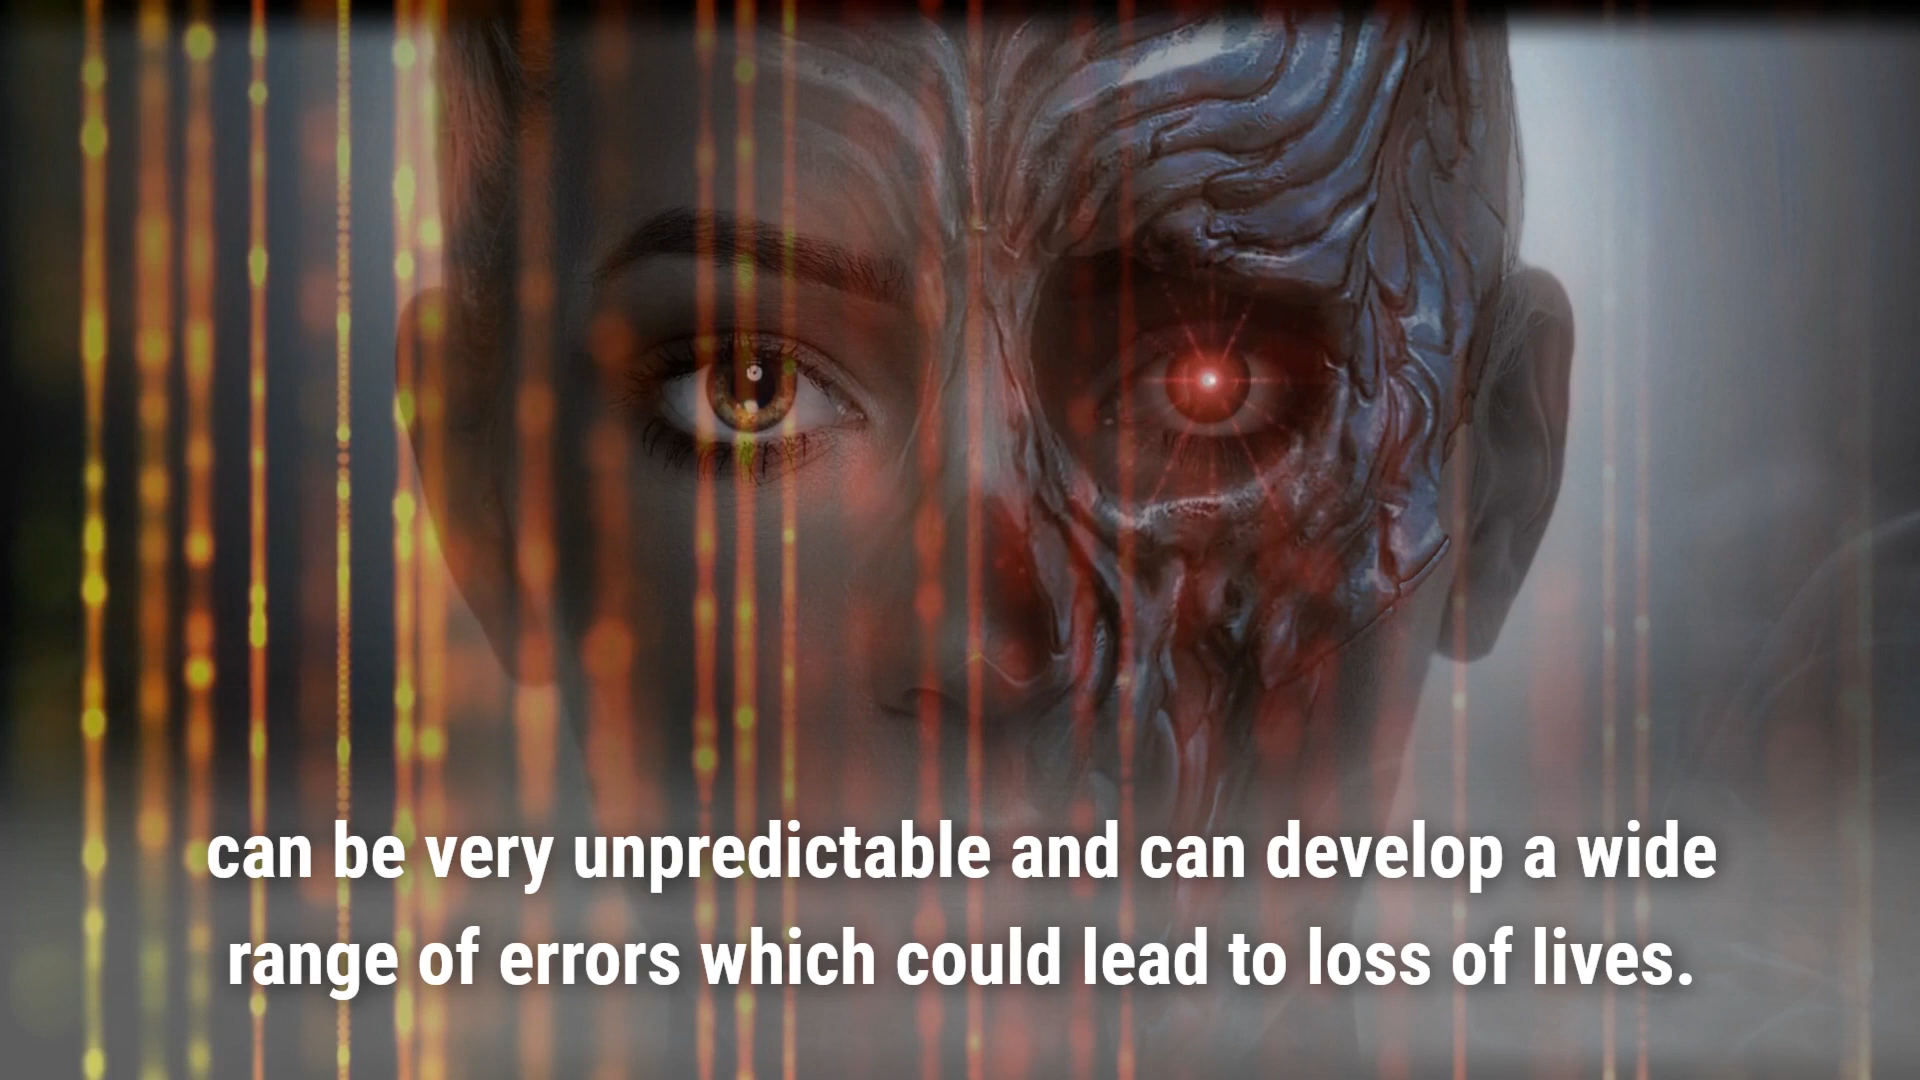 can be very unpredictable and can develop a wide
range of errors which could lead to loss of lives.